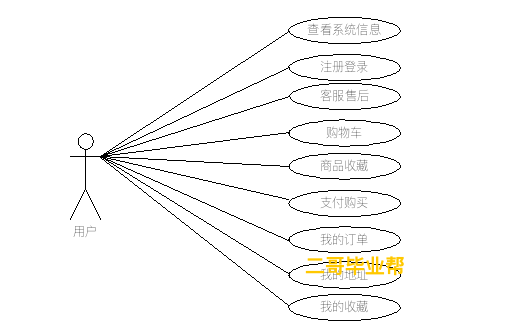 查看系统信息
注册登录
客服售后
购物车
商品收藏
用户
支付购买
我的订单
二哥毕业帮
我的地址
我的收藏